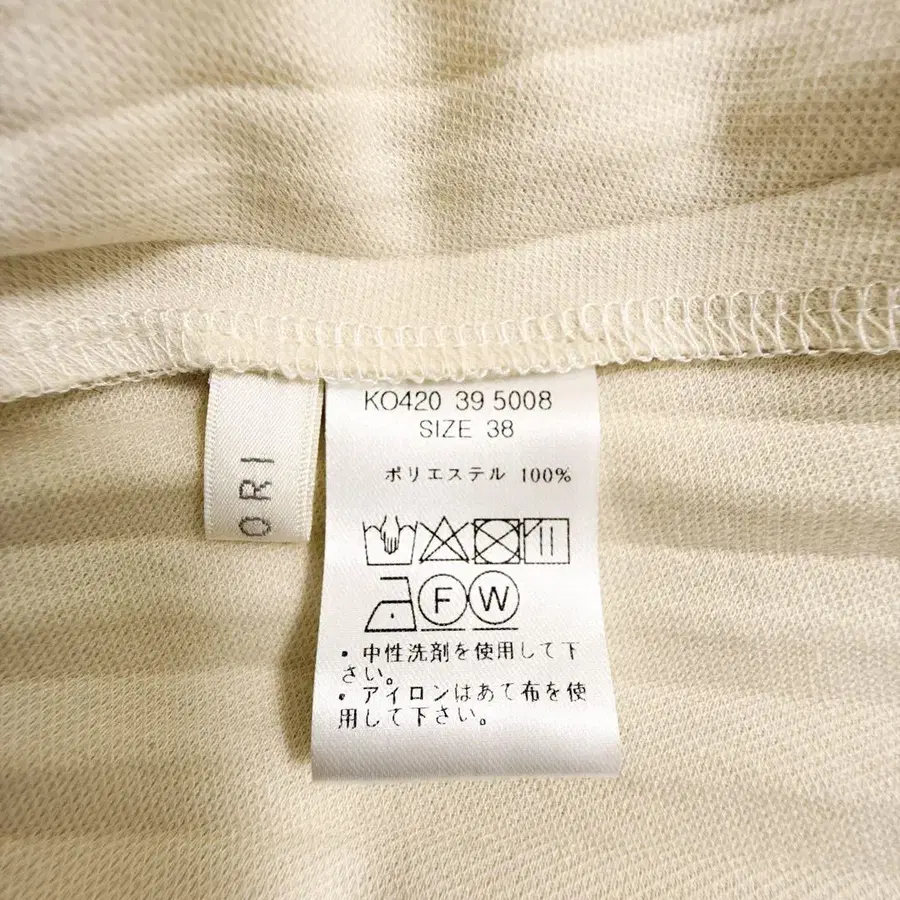 ORI
KO420 39 5008
SIZE 38
ポリエステル 100%
F W
・中性洗剤を使用して下
さい。
・アイロンはあて布を使
用して下さい。